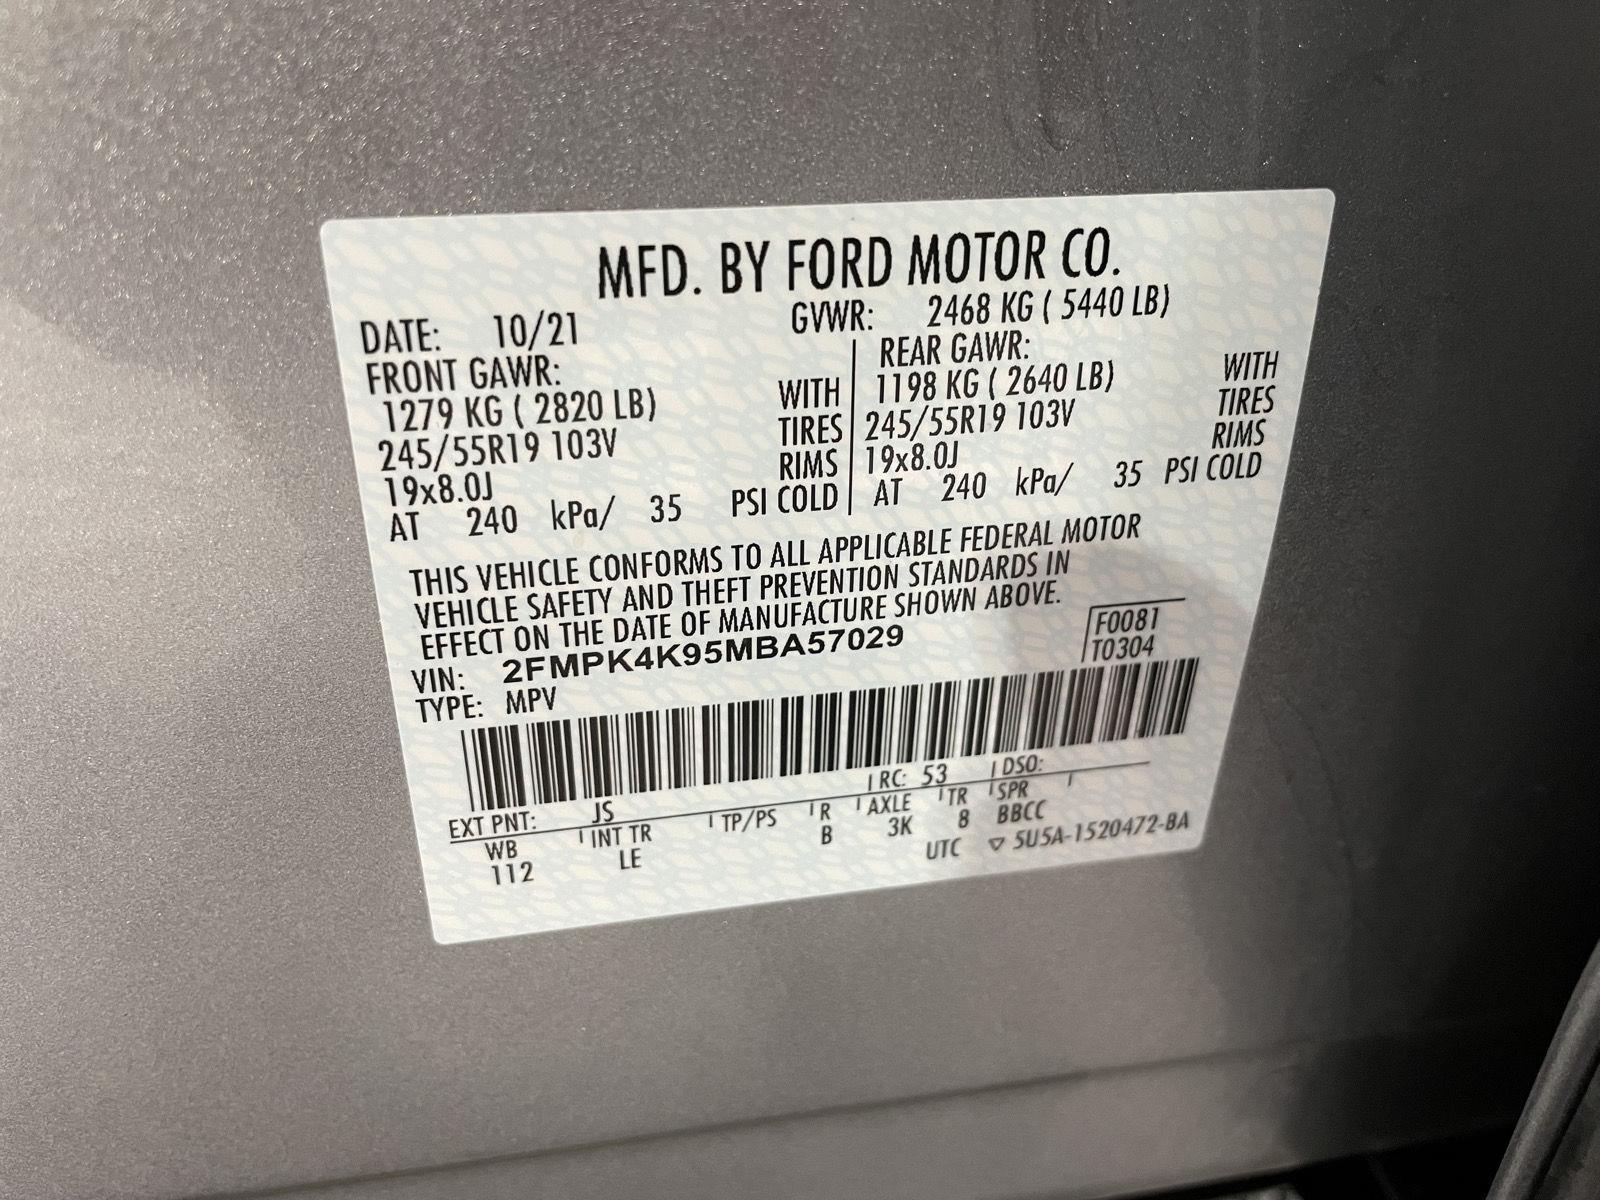 MFD. BY FORD MOTOR CO.
DATE: 10/21 GVWR: 2468 KG ( 5440 LB)
FRONT GAWR: REAR GAWR:
1279 KG ( 2820 LB) WITH 1198 KG ( 2640 LB) WITH
245/55R19 103V TIRES 245/55R19 103V TIRES
19x8.0J RIMS 19x8.0J RIMS
AT 240 kPa/ 35 PSI COLD AT 240 kPa/ 35 PSI COLD
THIS VEHICLE CONFORMS TO ALL APPLICABLE FEDERAL MOTOR
VEHICLE SAFETY AND THEFT PREVENTION STANDARDS IN
EFFECT ON THE DATE OF MANUFACTURE SHOWN ABOVE.
VIN: 2FMPK4K95MBA57029 F0081
TYPE: MPV T0304
EXT PNT: JS RC: 53 DSO:
WB INT TR TP/PS R AXLE TR SPR
112 LE B 3K 8 BBCC
UTC ▽ 5U5A-1520472-BA